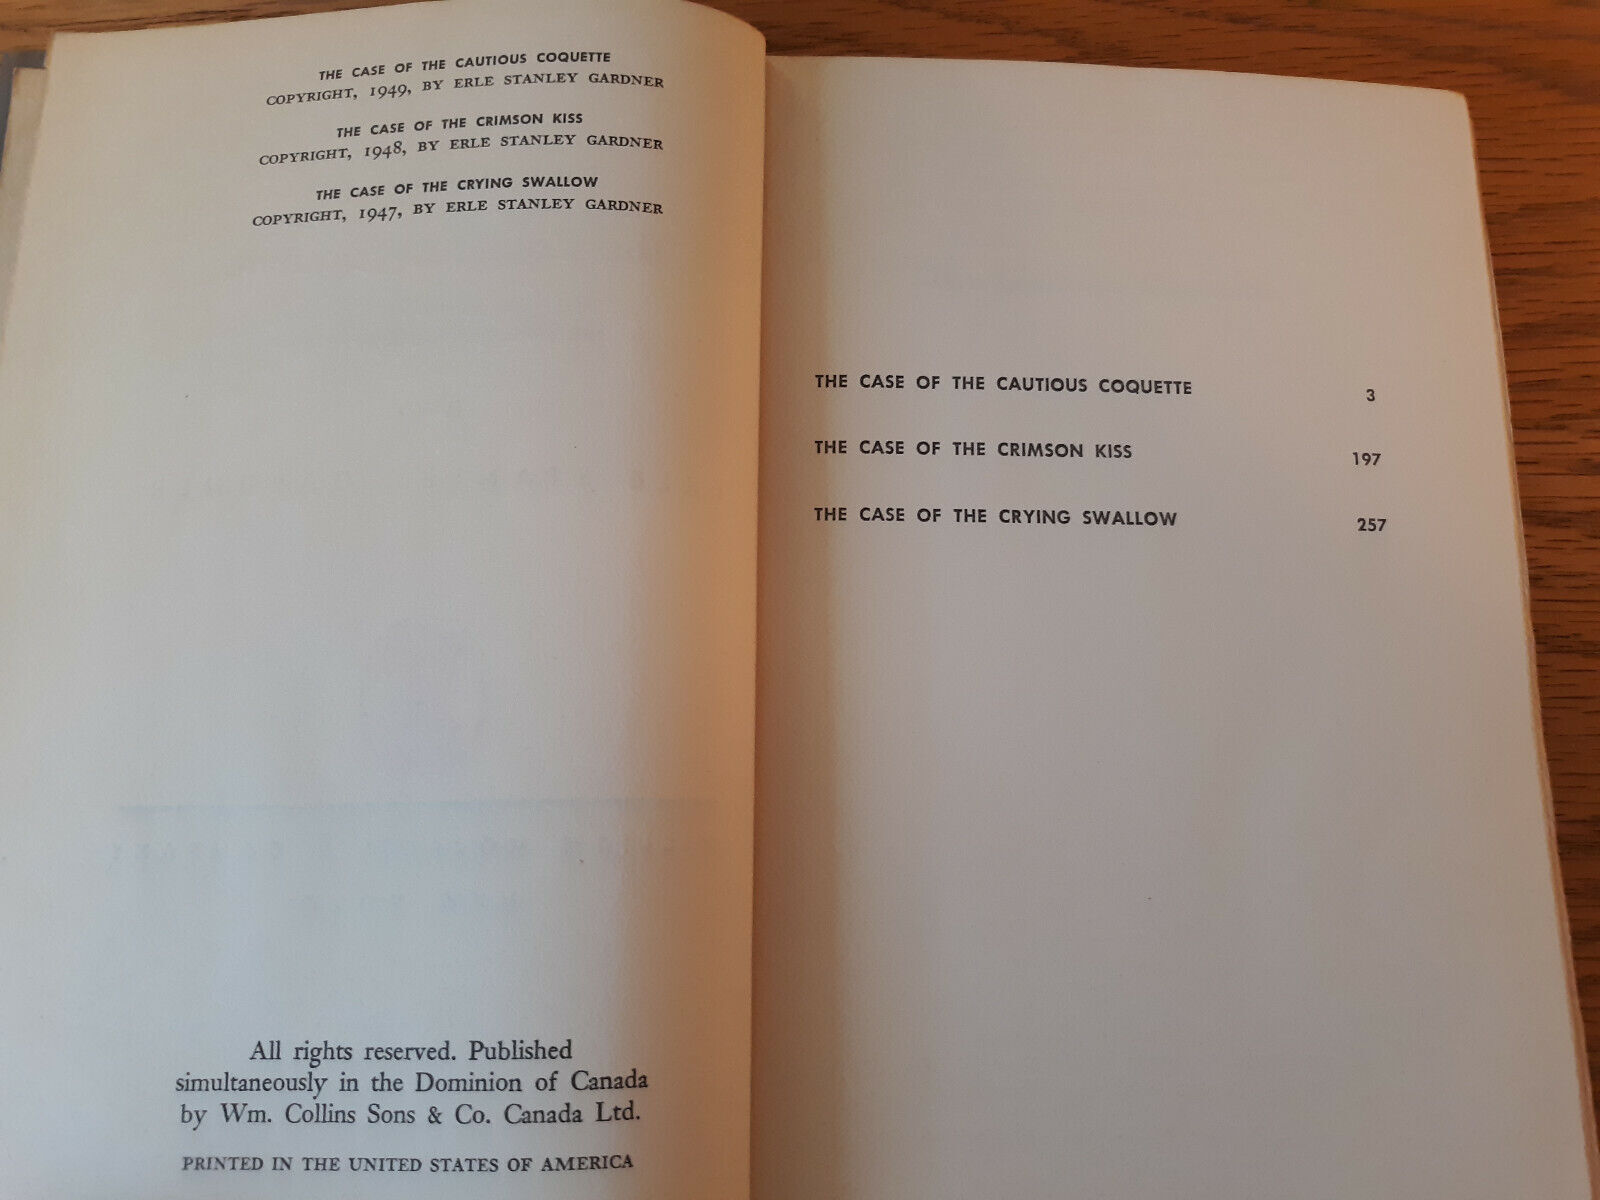 THE CASE OF THE CAUTIOUS COQUETTE
COPYRIGHT, 1949, BY ERLE STANLEY GARDNER
THE CASE OF THE CRIMSON KISS
COPYRIGHT, 1948, BY ERLE STANLEY GARDNER
THE CASE OF THE CRYING SWALLOW
COPYRIGHT, 1947, BY ERLE STANLEY GARDNER
All rights reserved. Published
simultaneously in the Dominion of Canada
by Wm. Collins Sons & Co. Canada Ltd.
PRINTED IN THE UNITED STATES OF AMERICA
THE CASE OF THE CAUTIOUS COQUETTE 3
THE CASE OF THE CRIMSON KISS 197
THE CASE OF THE CRYING SWALLOW 257